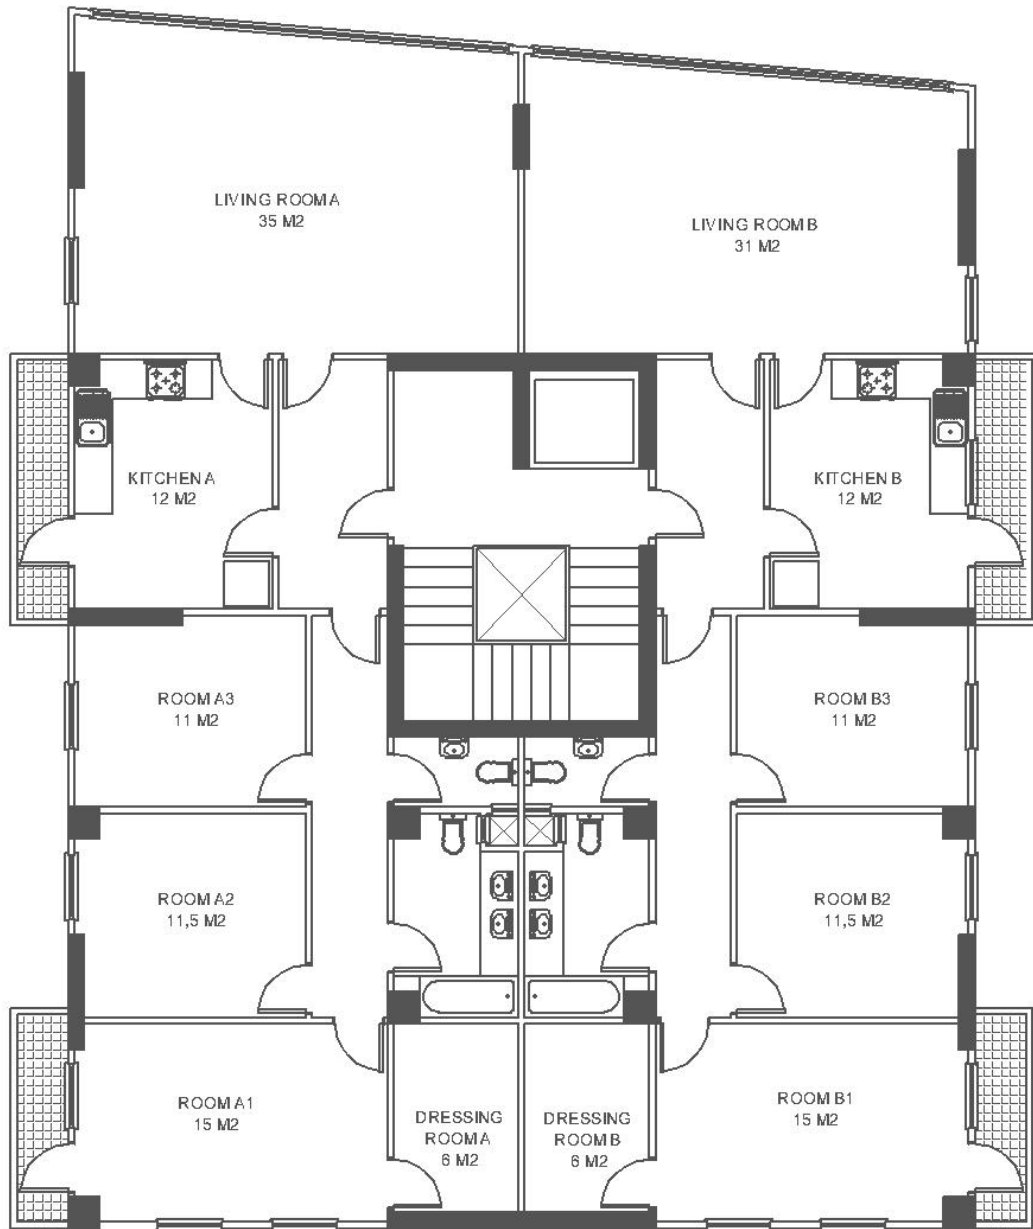 LIVING ROOM A
35 M2
LIVING ROOM B
31 M2
KITCHEN A
12 M2
KITCHEN B
12 M2
ROOM A3
11 M2
ROOM B3
11 M2
ROOM A2
11,5 M2
ROOM B2
11,5 M2
ROOM A1
15 M2
DRESSING
ROOM A
6 M2
DRESSING
ROOM B
6 M2
ROOM B1
15 M2